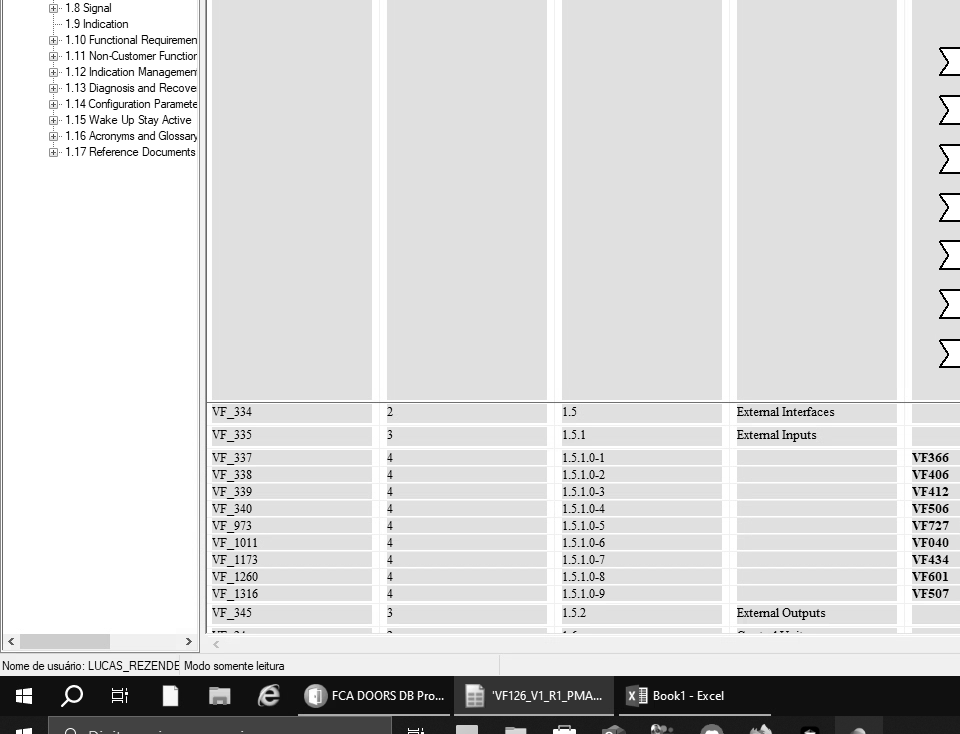 1.8 Signal
1.9 Indication
1.10 Functional Requiremen
1.11 Non-Customer Function
1.12 Indication Management
1.13 Diagnosis and Recove
1.14 Configuration Paramete
1.15 Wake Up Stay Active
1.16 Acronyms and Glossary
1.17 Reference Documents
VF_334 2 1.5 External Interfaces
VF_335 3 1.5.1 External Inputs
VF_337 4 1.5.1.0-1 VF366
VF_338 4 1.5.1.0-2 VF406
VF_339 4 1.5.1.0-3 VF412
VF_340 4 1.5.1.0-4 VF506
VF_973 4 1.5.1.0-5 VF727
VF_1011 4 1.5.1.0-6 VF040
VF_1173 4 1.5.1.0-7 VF434
VF_1260 4 1.5.1.0-8 VF601
VF_1316 4 1.5.1.0-9 VF507
VF_345 3 1.5.2 External Outputs
Nome de usuário: LUCAS_REZENDE Modo somente leitura
FCA DOORS DB Pro... 'VF126_V1_R1_PMA... Book1 - Excel